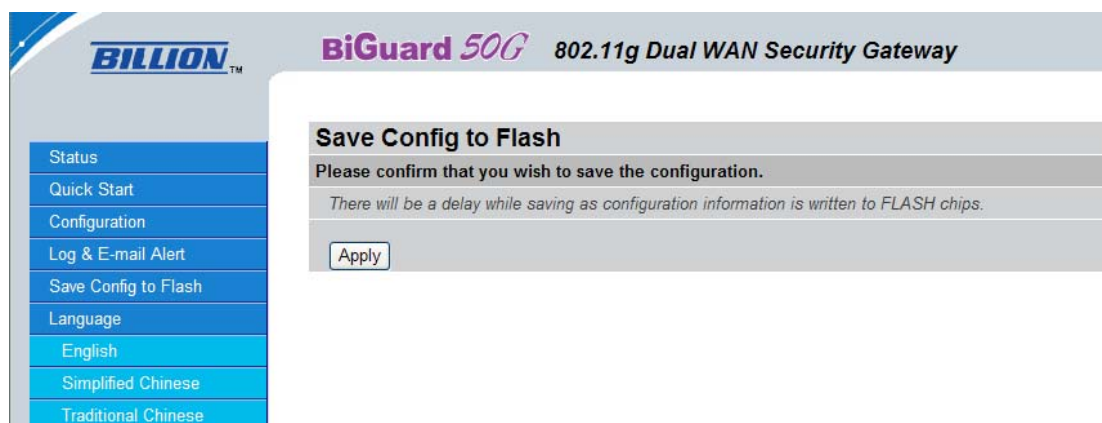 BILLION TM
BiGuard 50G 802.11g Dual WAN Security Gateway
Status
Quick Start
Configuration
Log & E-mail Alert
Save Config to Flash
Language
English
Simplified Chinese
Traditional Chinese
Save Config to Flash
Please confirm that you wish to save the configuration.
There will be a delay while saving as configuration information is written to FLASH chips.
Apply